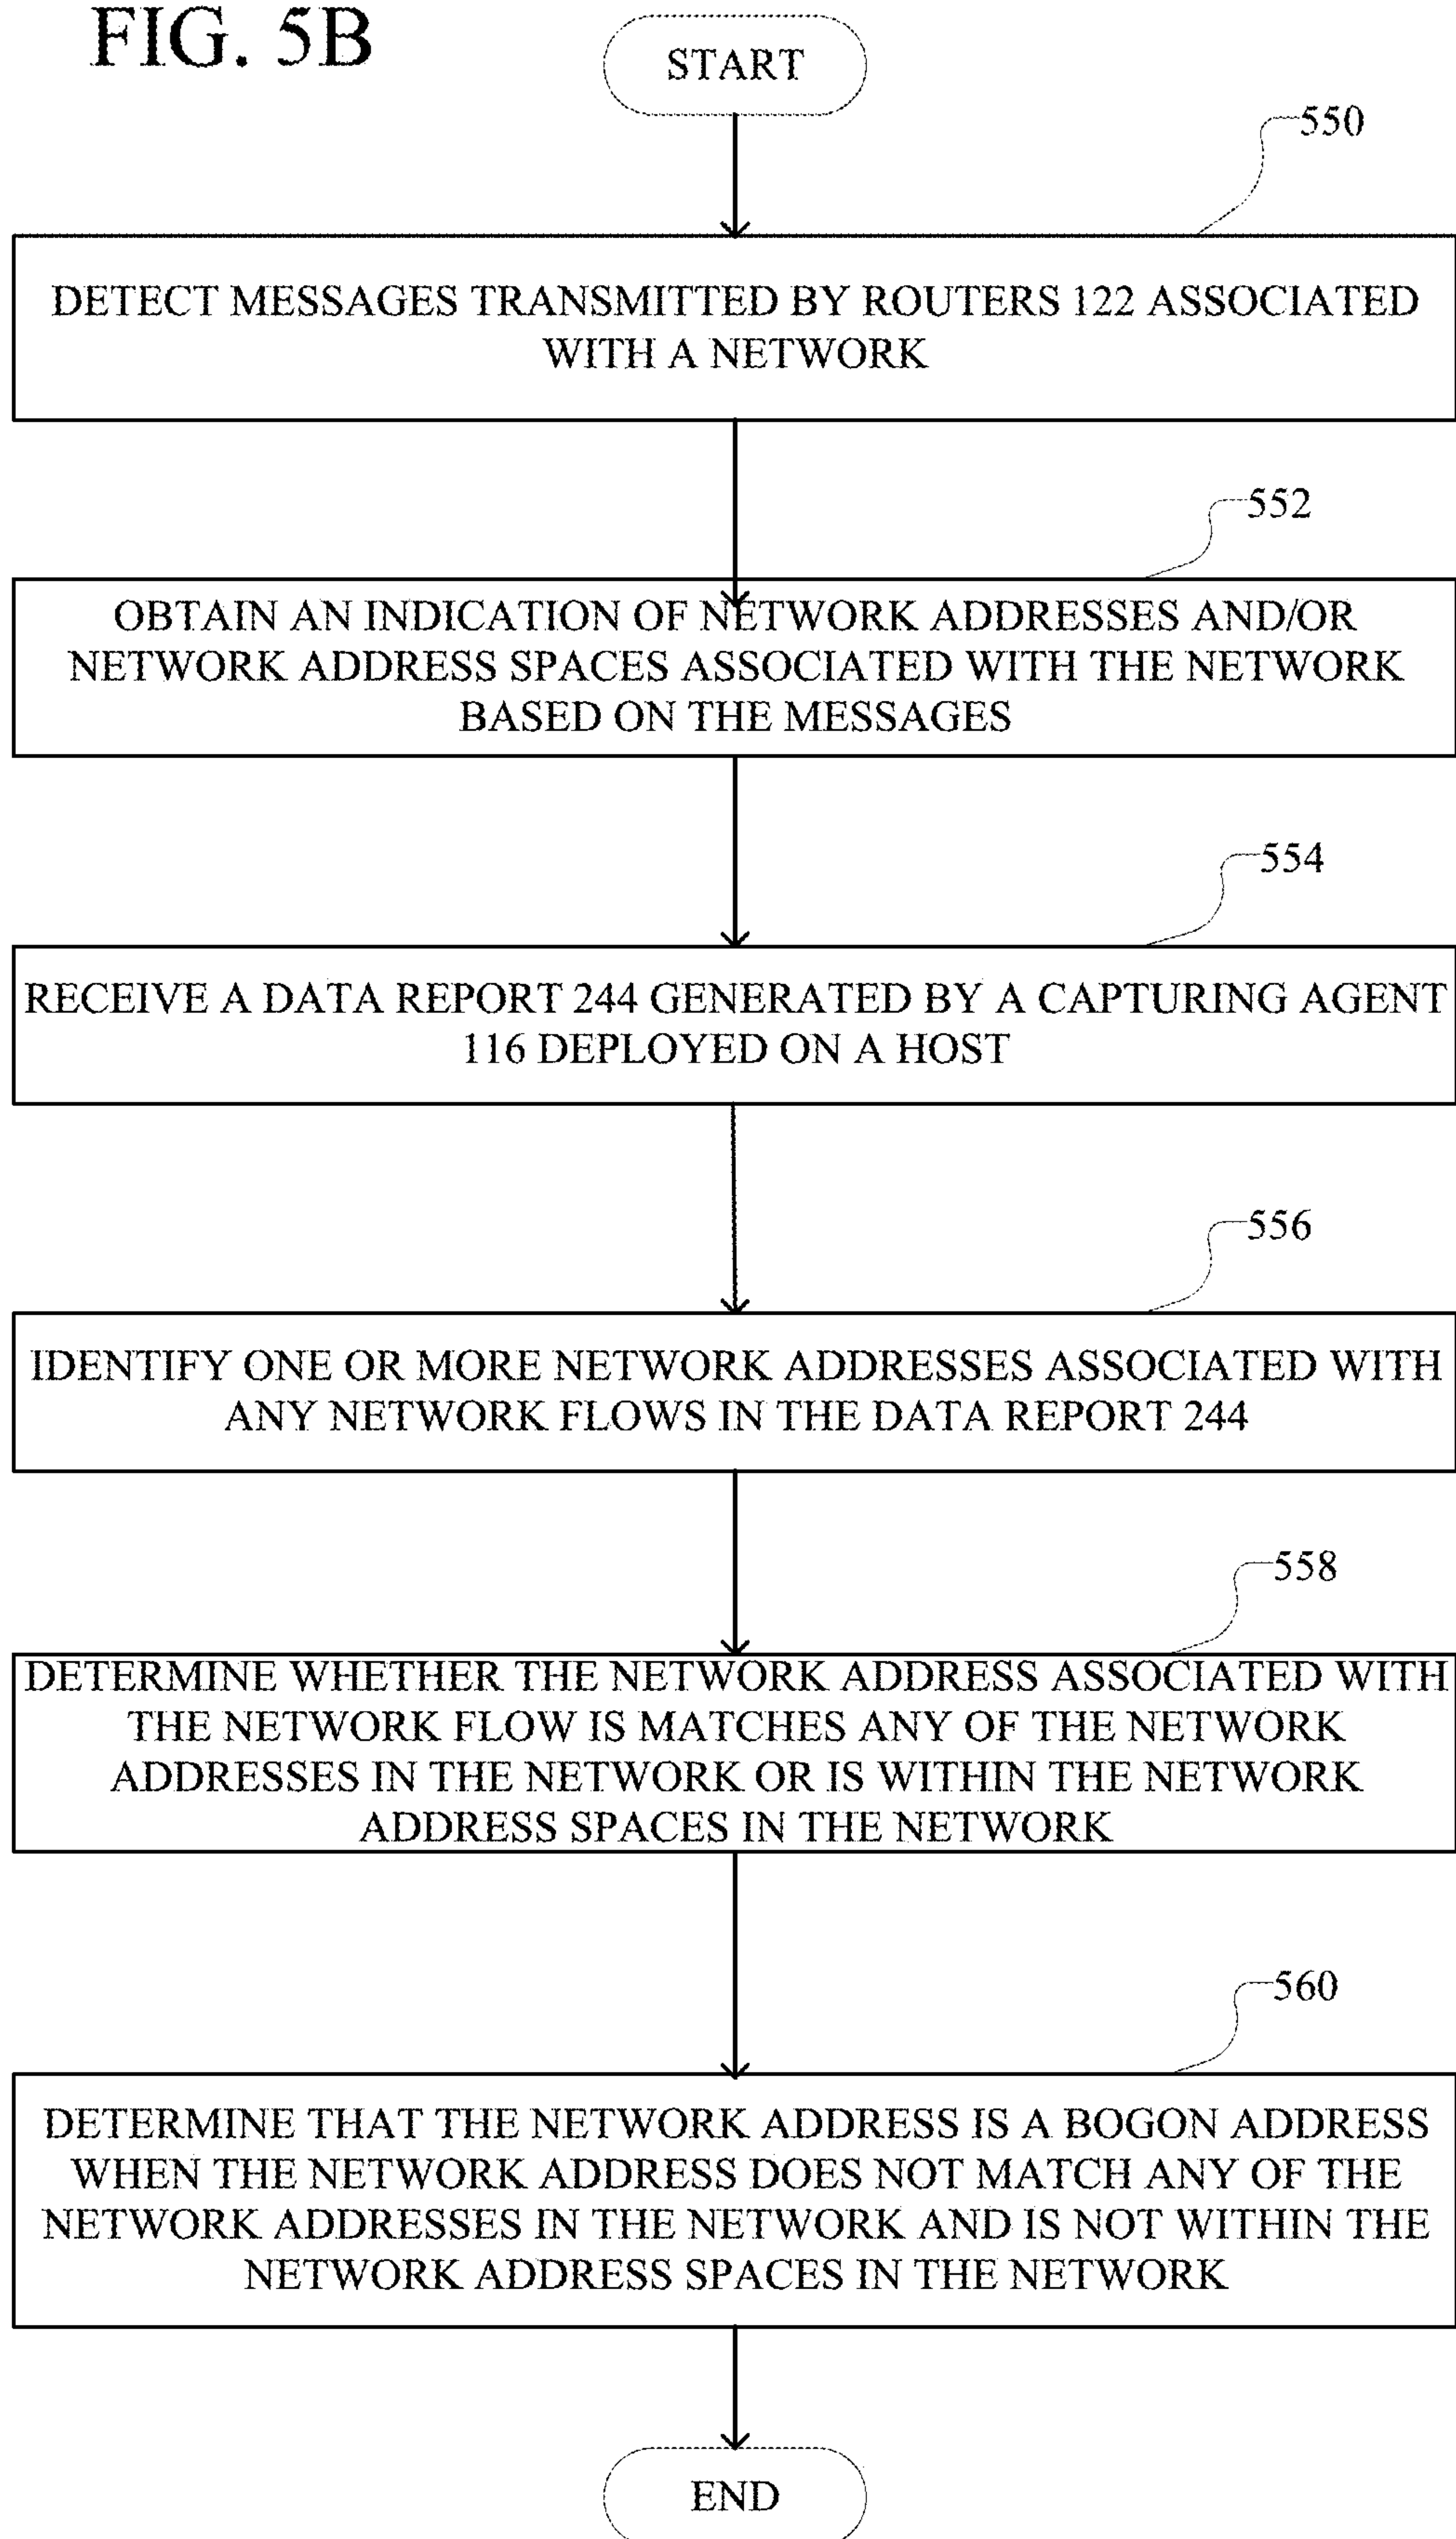 FIG. 5B
START
550
DETECT MESSAGES TRANSMITTED BY ROUTERS 122 ASSOCIATED
WITH A NETWORK
552
OBTAIN AN INDICATION OF NETWORK ADDRESSES AND/OR
NETWORK ADDRESS SPACES ASSOCIATED WITH THE NETWORK
BASED ON THE MESSAGES
554
RECEIVE A DATA REPORT 244 GENERATED BY A CAPTURING AGENT
116 DEPLOYED ON A HOST
556
IDENTIFY ONE OR MORE NETWORK ADDRESSES ASSOCIATED WITH
ANY NETWORK FLOWS IN THE DATA REPORT 244
558
DETERMINE WHETHER THE NETWORK ADDRESS ASSOCIATED WITH
THE NETWORK FLOW IS MATCHES ANY OF THE NETWORK
ADDRESSES IN THE NETWORK OR IS WITHIN THE NETWORK
ADDRESS SPACES IN THE NETWORK
560
DETERMINE THAT THE NETWORK ADDRESS IS A BOGON ADDRESS
WHEN THE NETWORK ADDRESS DOES NOT MATCH ANY OF THE
NETWORK ADDRESSES IN THE NETWORK AND IS NOT WITHIN THE
NETWORK ADDRESS SPACES IN THE NETWORK
END